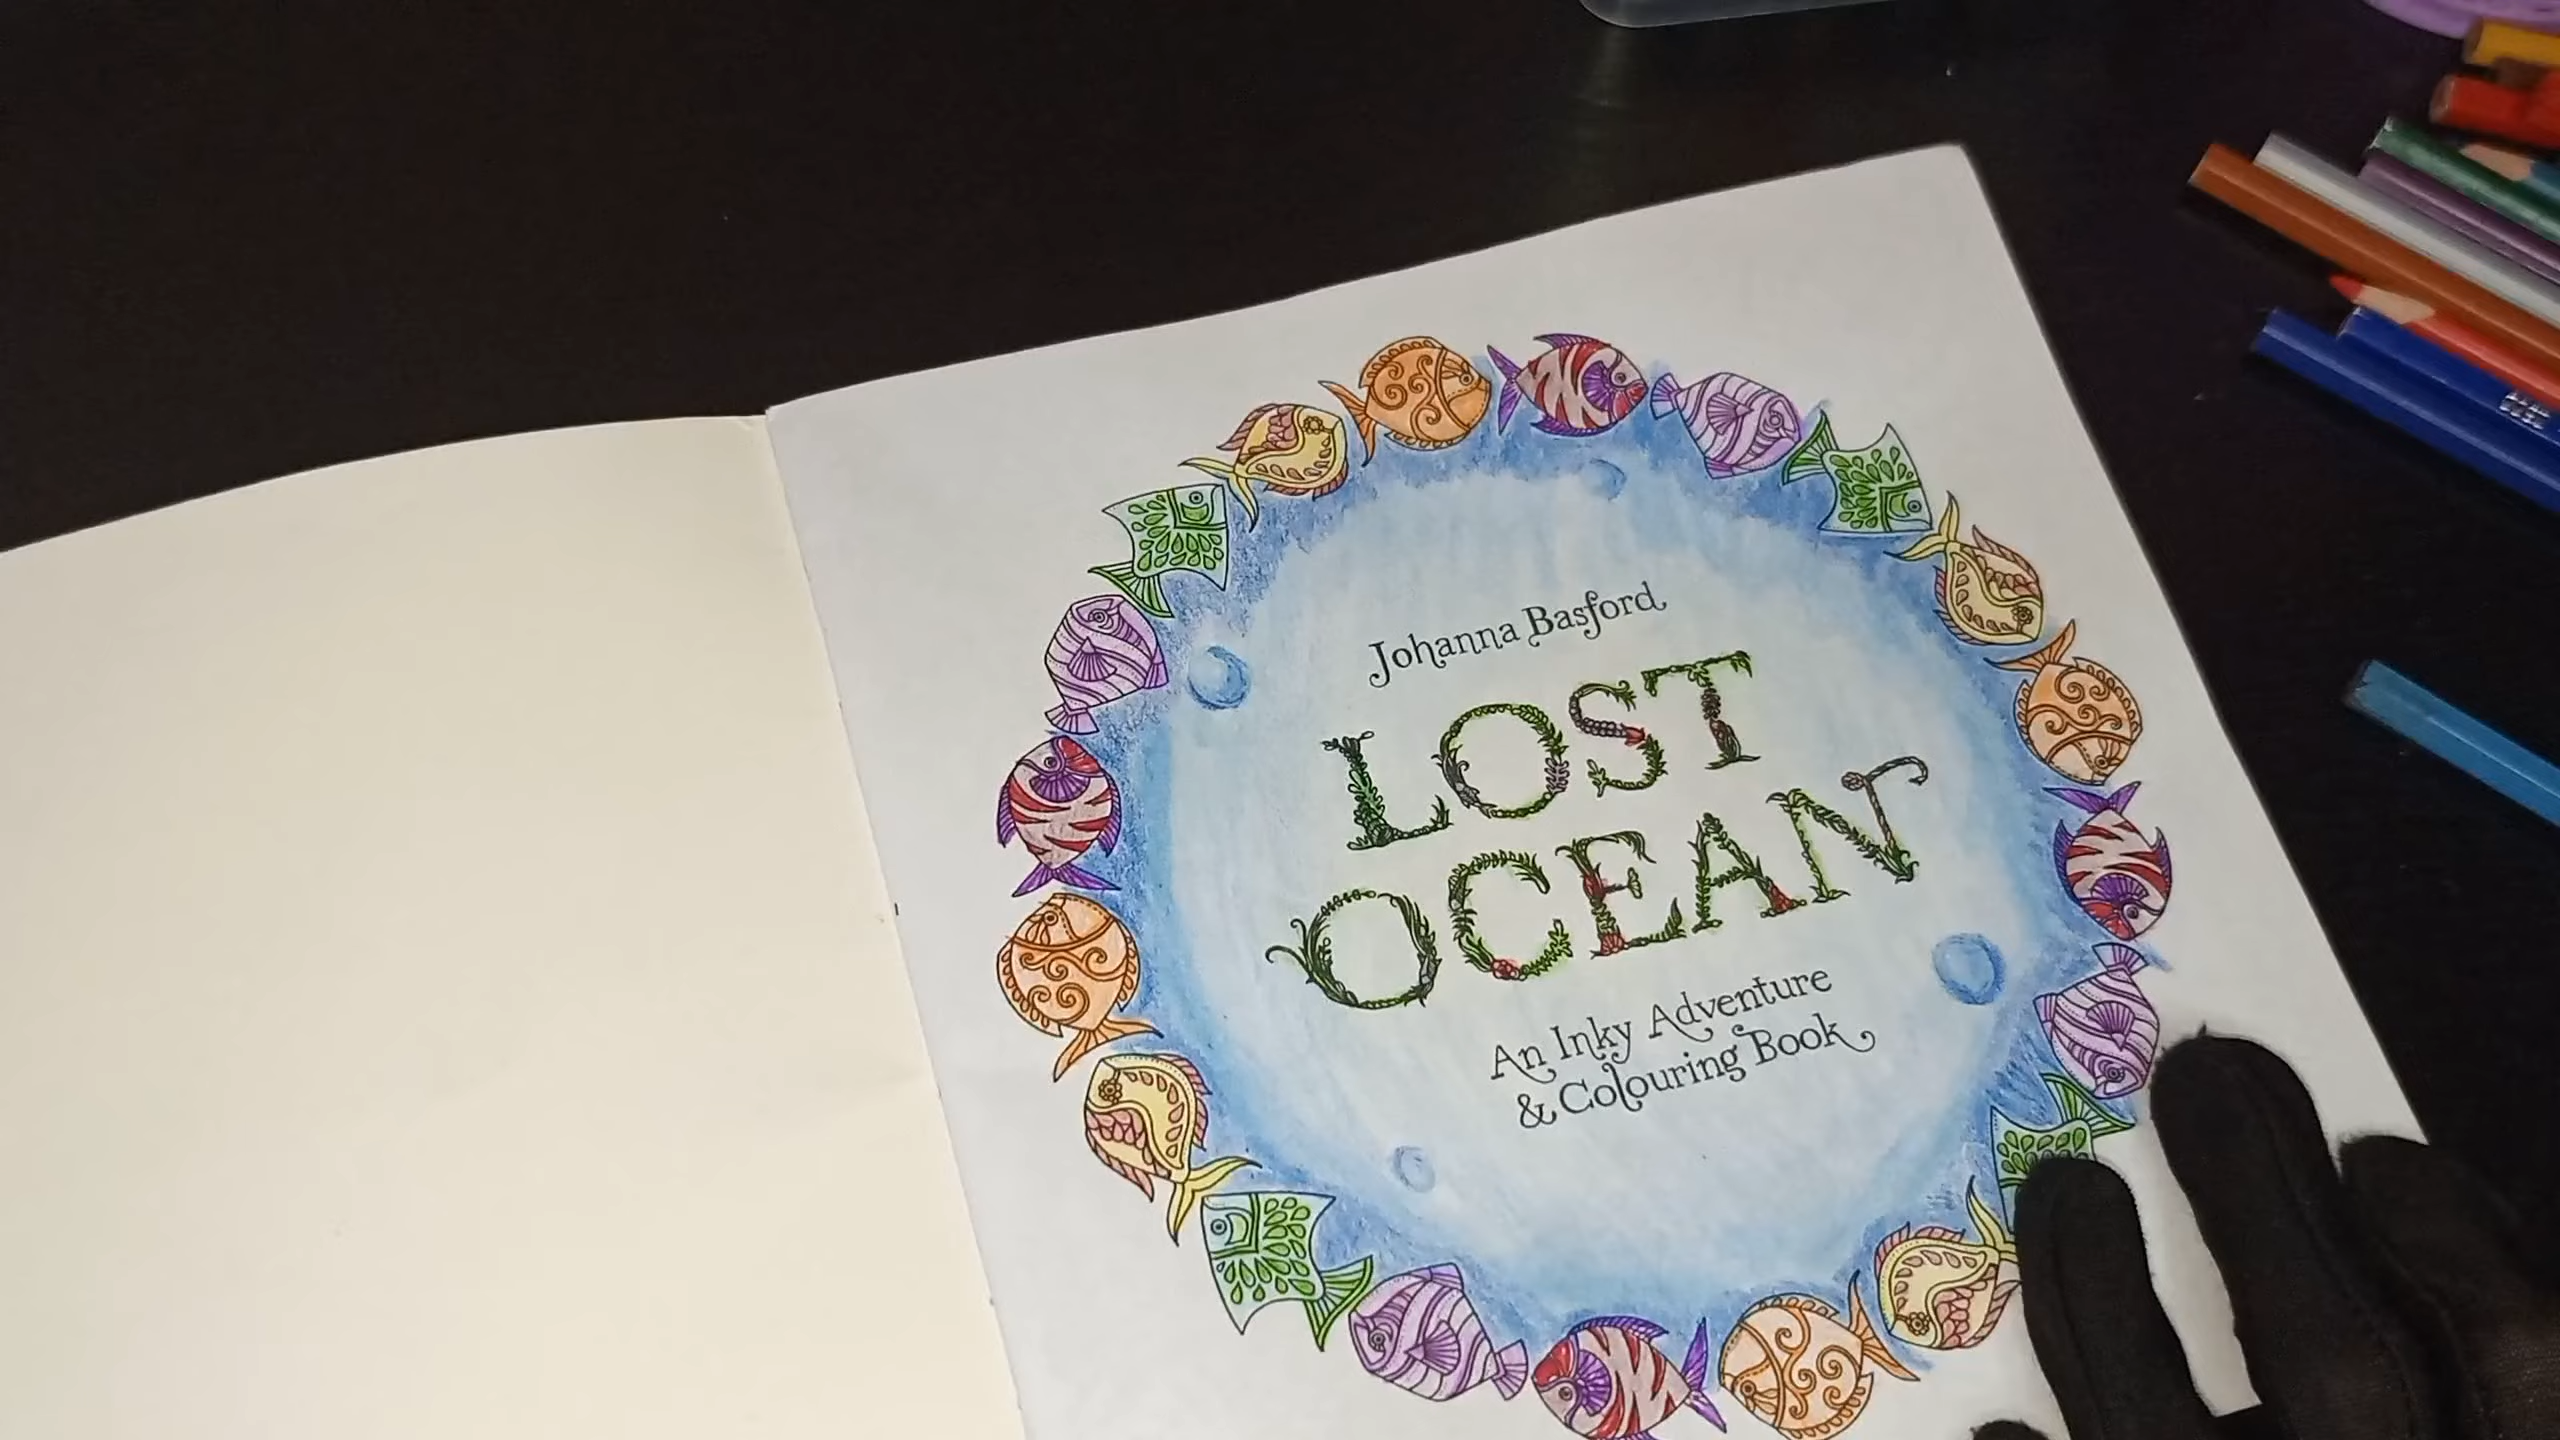 Johanna Basford
LOST
OCEAN
An Inky Adventure
& Colouring Book